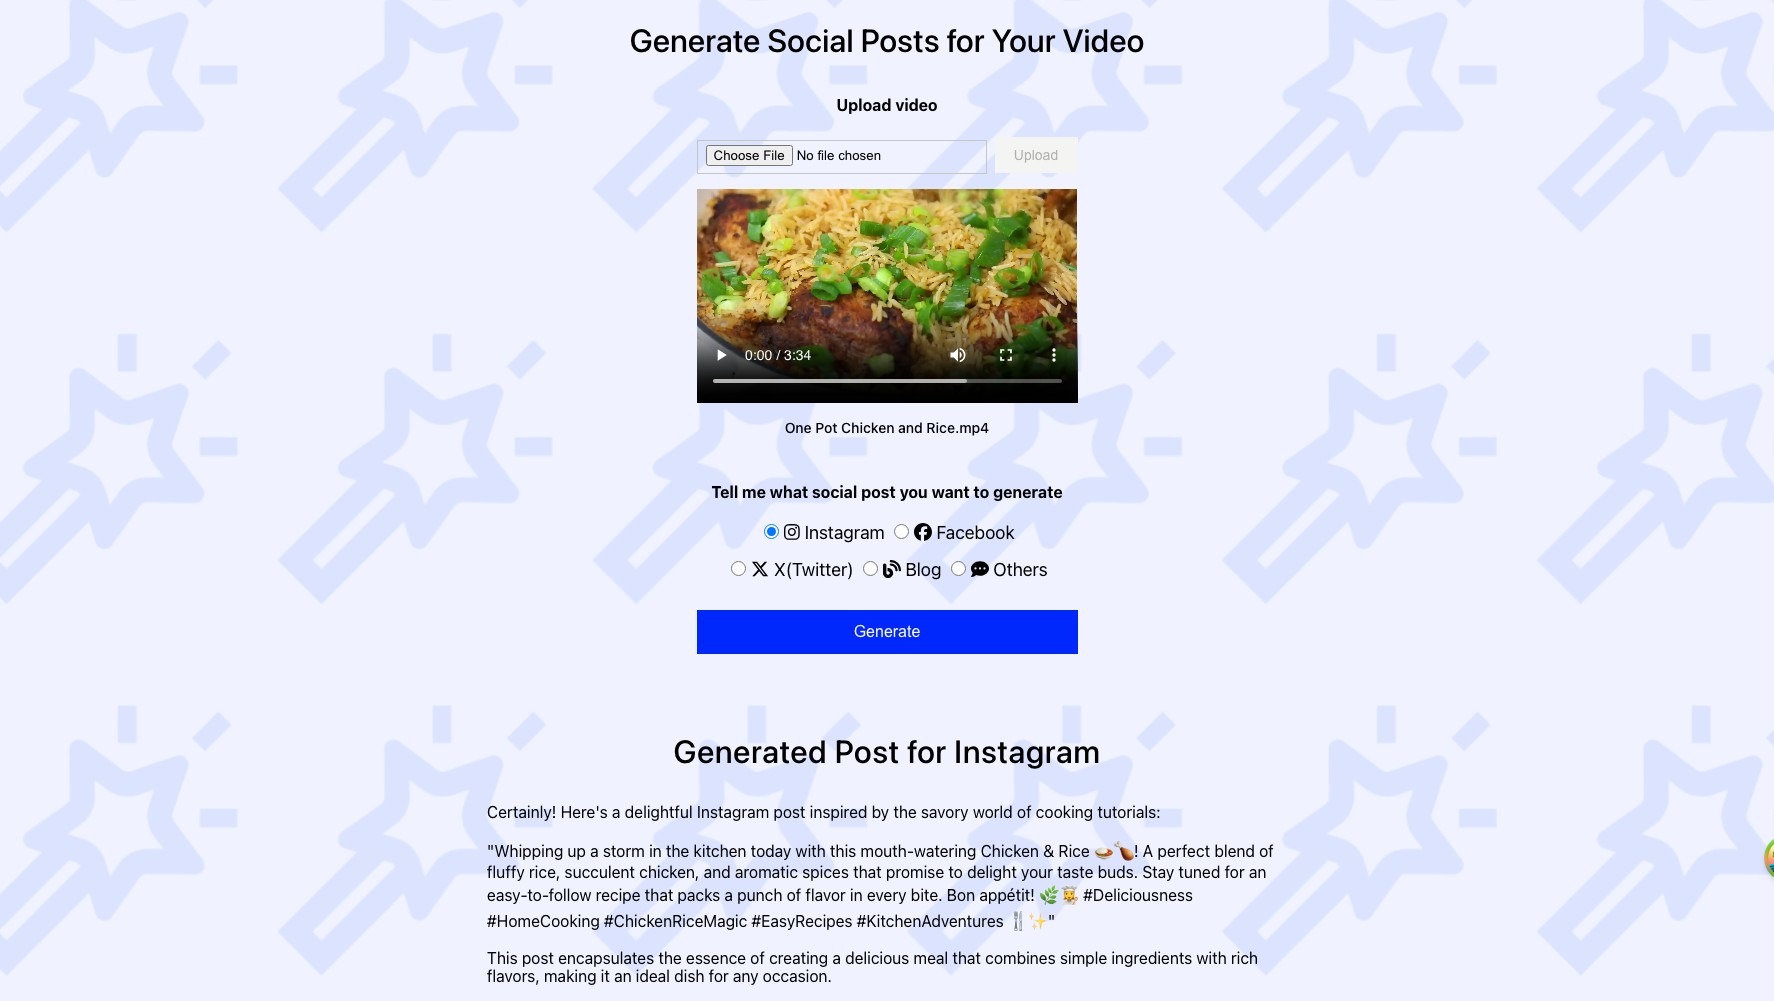 Generate Social Posts for Your Video
Upload video
Choose File No file chosen
Upload
0:00 / 3:34
One Pot Chicken and Rice.mp4
Tell me what social post you want to generate
Instagram Facebook
X(Twitter) Blog Others
Generate
Generated Post for Instagram
Certainly! Here's a delightful Instagram post inspired by the savory world of cooking tutorials:
"Whipping up a storm in the kitchen today with this mouth-watering Chicken & Rice 🍛🍗! A perfect blend of
fluffy rice, succulent chicken, and aromatic spices that promise to delight your taste buds. Stay tuned for an
easy-to-follow recipe that packs a punch of flavor in every bite. Bon appétit! 🌿👩‍🍳 #Deliciousness
#HomeCooking #ChickenRiceMagic #EasyRecipes #KitchenAdventures 🍴✨"
This post encapsulates the essence of creating a delicious meal that combines simple ingredients with rich
flavors, making it an ideal dish for any occasion.